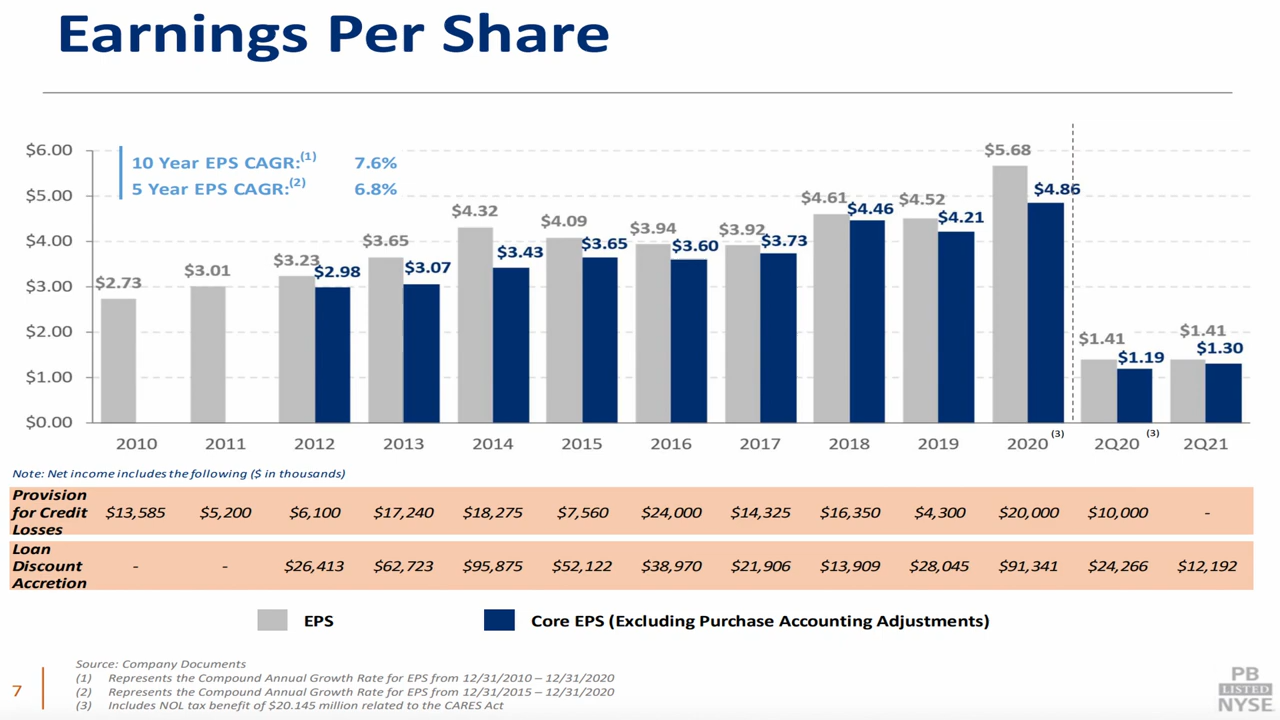 Earnings Per Share
$6.00
$5.00
$4.00
$3.00
$2.00
$1.00
$0.00
10 Year EPS CAGR:(1) 7.6%
5 Year EPS CAGR:(2) 6.8%
$2.73
$3.01
$3.23
$2.98
$3.65
$3.07
$4.32
$3.43
$4.09
$3.65
$3.94
$3.60
$3.92
$3.73
$4.61
$4.46
$4.52
$4.21
$5.68
$4.86
$1.41
$1.19
$1.41
$1.30
2010 2011 2012 2013 2014 2015 2016 2017 2018 2019 2020 (3) 2Q20 (3) 2Q21
Note: Net income includes the following ($ in thousands)
Provision
for Credit $13,585 $5,200 $6,100 $17,240 $18,275 $7,560 $24,000 $14,325 $16,350 $4,300 $20,000 $10,000 -
Losses
Loan
Discount - - $26,413 $62,723 $95,875 $52,122 $38,970 $21,906 $13,909 $28,045 $91,341 $24,266 $12,192
Accretion
EPS Core EPS (Excluding Purchase Accounting Adjustments)
Source: Company Documents
(1) Represents the Compound Annual Growth Rate for EPS from 12/31/2010 – 12/31/2020
(2) Represents the Compound Annual Growth Rate for EPS from 12/31/2015 – 12/31/2020
(3) Includes NOL tax benefit of $20.145 million related to the CARES Act
7
PB
LISTED
NYSE